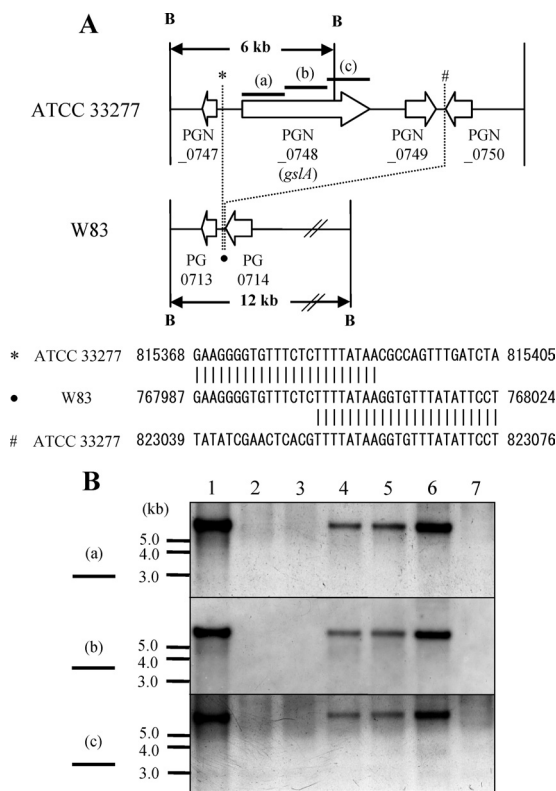 A
B
B
6 kb
*
(a)
(b)
(c)
#
ATCC 33277
PGN
_0747
PGN
_0748
(gslA)
PGN
_0749
PGN
_0750
W83
PG
0713
●
PG
0714
12 kb
B
B
* ATCC 33277 815368 GAAGGGGTGTTTCTCTTTTATAACGCCAGTTTGATCTA 815405
● W83 767987 GAAGGGGTGTTTCTCTTTTATAAGGTGTTTATATTCCT 768024
# ATCC 33277 823039 TATATCGAACTCACGTTTTATAAGGTGTTTATATTCCT 823076
B
1 2 3 4 5 6 7
(kb)
5.0
4.0
(a)
3.0
5.0
(b)
4.0
3.0
5.0
(c)
4.0
3.0